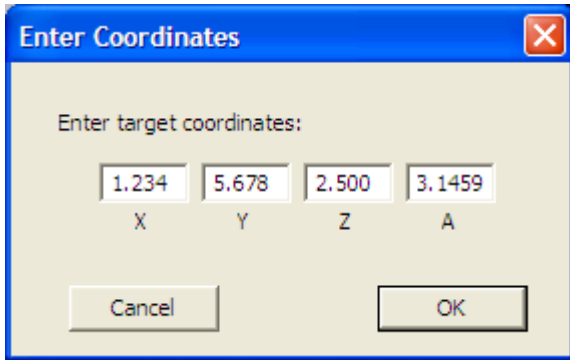 Enter Coordinates
Enter target coordinates:
1.234 5.678 2.500 3.1459
X Y Z A
Cancel OK